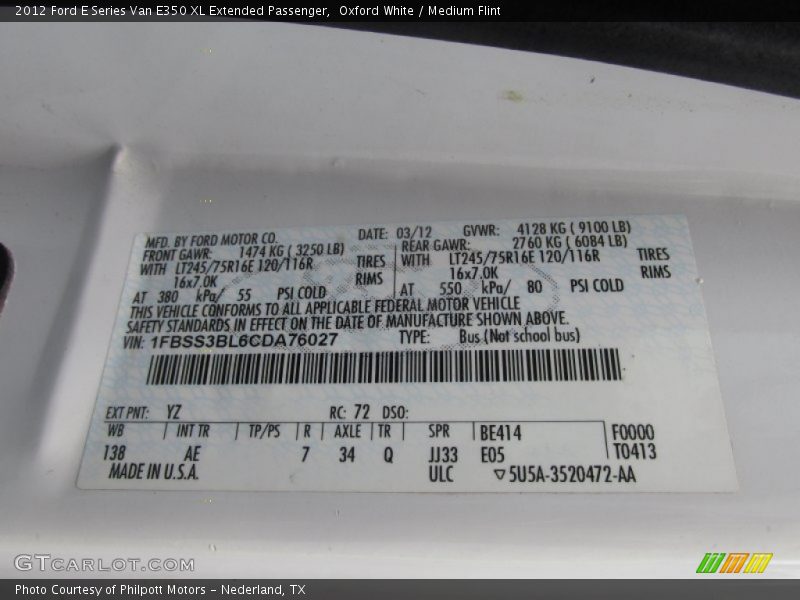 2012 Ford E Series Van E350 XL Extended Passenger,  Oxford White / Medium Flint
MFD. BY FORD MOTOR CO. DATE: 03/12 GVWR: 4128 KG ( 9100 LB)
FRONT GAWR: 1474 KG ( 3250 LB) REAR GAWR: 2760 KG ( 6084 LB)
WITH LT245/75R16E 120/116R TIRES WITH LT245/75R16E 120/116R TIRES
16x7.0K RIMS 16x7.0K RIMS
AT 380 kPa/ 55 PSI COLD AT 550 kPa/ 80 PSI COLD
THIS VEHICLE CONFORMS TO ALL APPLICABLE FEDERAL MOTOR VEHICLE
SAFETY STANDARDS IN EFFECT ON THE DATE OF MANUFACTURE SHOWN ABOVE.
VIN: 1FBSS3BL6CDA76027 TYPE: Bus (Not school bus)
EXT PNT: YZ RC: 72 DSO:
WB INT TR TP/PS R AXLE TR SPR BE414 F0000
138 AE 7 34 Q JJ33 E05 T0413
MADE IN U.S.A. ULC ▽5U5A-3520472-AA
GTCarLot.com
Photo Courtesy of Philpott Motors – Nederland, TX